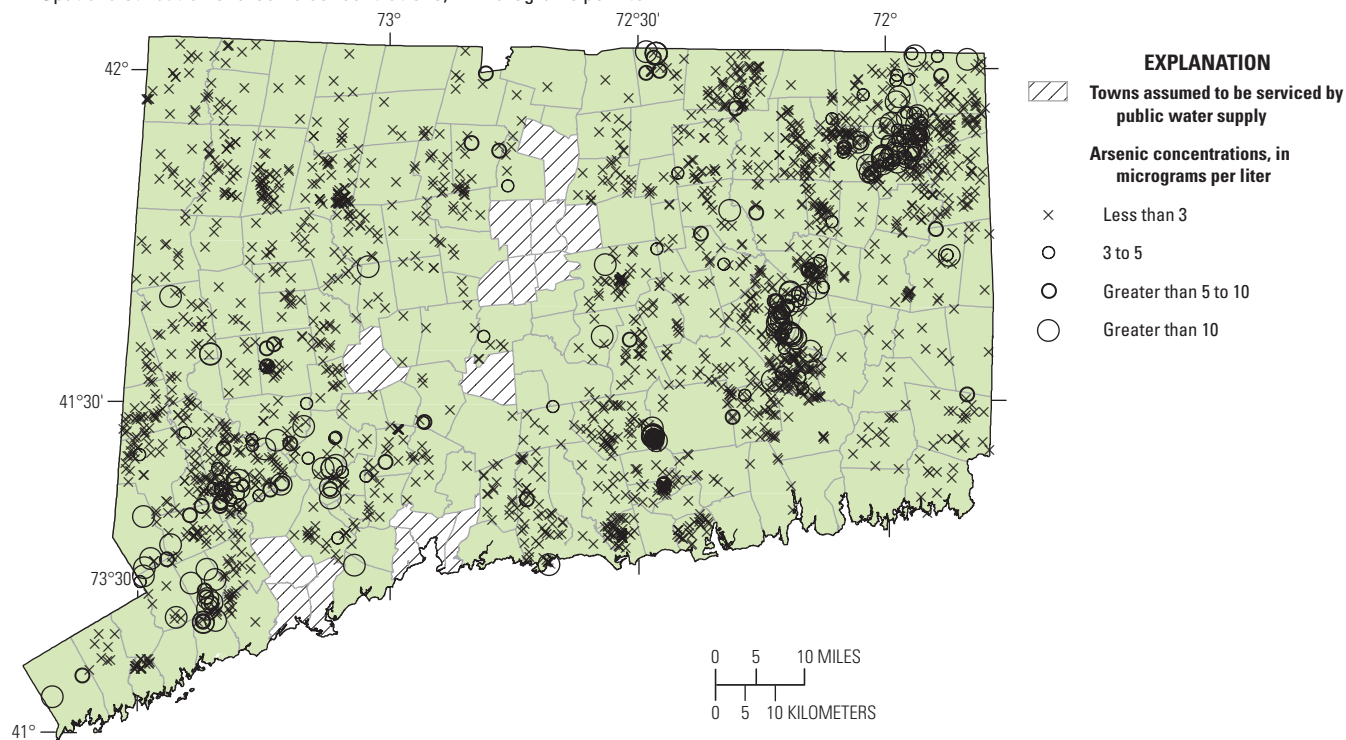 73°
72°30'
72°
42°
41°30'
73°30'
41°
EXPLANATION
Towns assumed to be serviced by
public water supply
Arsenic concentrations, in
micrograms per liter
Less than 3
3 to 5
Greater than 5 to 10
Greater than 10
0 5 10 MILES
0 5 10 KILOMETERS